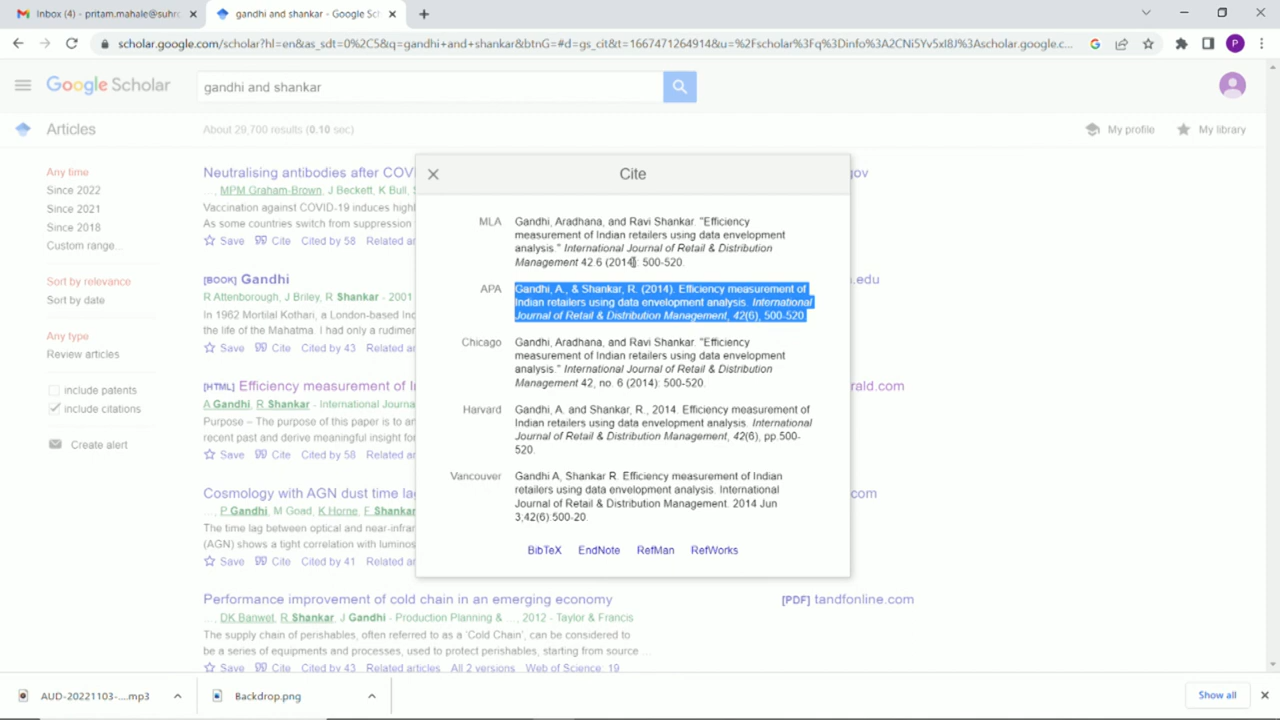 Inbox (4) - pritam.mahale@suhrc
gandhi and shankar - Google Sch
scholar.google.com/scholar?hl=en&as_sdt=0%2C5&q=gandhi+and+shankar&btnG=#d=gs_cit&t=1667471264914&u=%2Fscholar%3Fq%3Dinfo%3A2CNi5Yv5xI8J%3Ascholar.google.c...
P
Google Scholar
gandhi and shankar
Articles
About 29,700 results (0.10 sec)
My profile
My library
Any time
Since 2022
Since 2021
Since 2018
Custom range...
Sort by relevance
Sort by date
Any type
Review articles
include patents
include citations
Create alert
Neutralising antibodies after COV
gov
..., MPM Graham-Brown, J Beckett, K Bull,
Vaccination against COVID-19 induces high
As some countries switch from suppression
Save Cite Cited by 58 Related ar
[BOOK] Gandhi
.edu
R Attenborough, J Briley, R Shankar - 2001
In 1962 Mortilal Kothari, a London-based Ind
the life of the Mahatma. I had only a rudimer
Save Cite Cited by 43 Related ar
[HTML] Efficiency measurement of I
rald.com
A Gandhi, R Shankar - International Journa
Purpose – The purpose of this paper is to an
recent past and derive meaningful insight for
Save Cite Cited by 58 Related ar
Cosmology with AGN dust time lag
com
..., P Gandhi, M Goad, K Horne, F Shankar
The time lag between optical and near-infrar
(AGN) shows a tight correlation with luminos
Save Cite Cited by 41 Related ar
Performance improvement of cold chain in an emerging economy
[PDF] tandfonline.com
..., DK Banwet, R Shankar, J Gandhi - Production Planning & ..., 2012 - Taylor & Francis
The supply chain of perishables, often referred to as a 'Cold Chain', can be considered to
be a series of equipments and processes, used to protect perishables, starting from source ...
Save Cite Cited by 43 Related articles All 2 versions Web of Science: 19
Cite
MLA
Gandhi, Aradhana, and Ravi Shankar. "Efficiency
measurement of Indian retailers using data envelopment
analysis." International Journal of Retail & Distribution
Management 42.6 (2014): 500-520.
APA
Gandhi, A., & Shankar, R. (2014). Efficiency measurement of
Indian retailers using data envelopment analysis. International
Journal of Retail & Distribution Management, 42(6), 500-520.
Chicago
Gandhi, Aradhana, and Ravi Shankar. "Efficiency
measurement of Indian retailers using data envelopment
analysis." International Journal of Retail & Distribution
Management 42, no. 6 (2014): 500-520.
Harvard
Gandhi, A. and Shankar, R., 2014. Efficiency measurement of
Indian retailers using data envelopment analysis. International
Journal of Retail & Distribution Management, 42(6), pp.500-
520.
Vancouver
Gandhi A, Shankar R. Efficiency measurement of Indian
retailers using data envelopment analysis. International
Journal of Retail & Distribution Management. 2014 Jun
3;42(6):500-20.
BibTeX EndNote RefMan RefWorks
AUD-20221103-....mp3
Backdrop.png
Show all